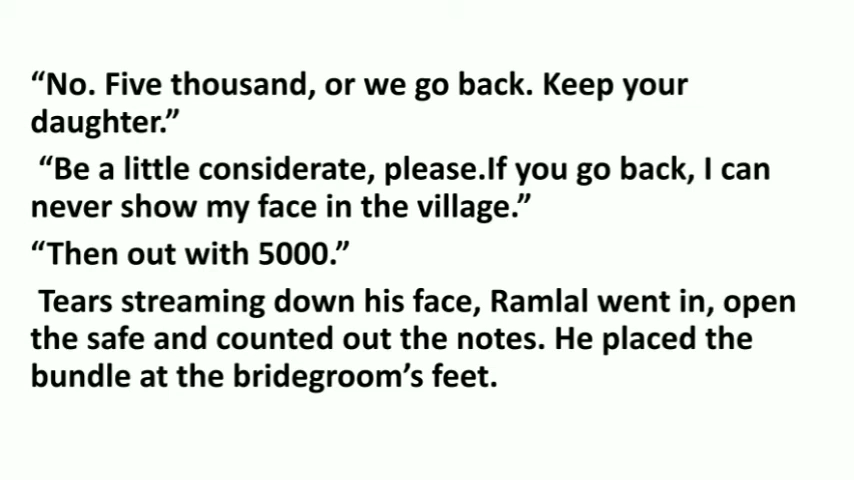 “No. Five thousand, or we go back. Keep your
daughter.”
“Be a little considerate, please.If you go back, I can
never show my face in the village.”
“Then out with 5000.”
Tears streaming down his face, Ramlal went in, open
the safe and counted out the notes. He placed the
bundle at the bridegroom’s feet.